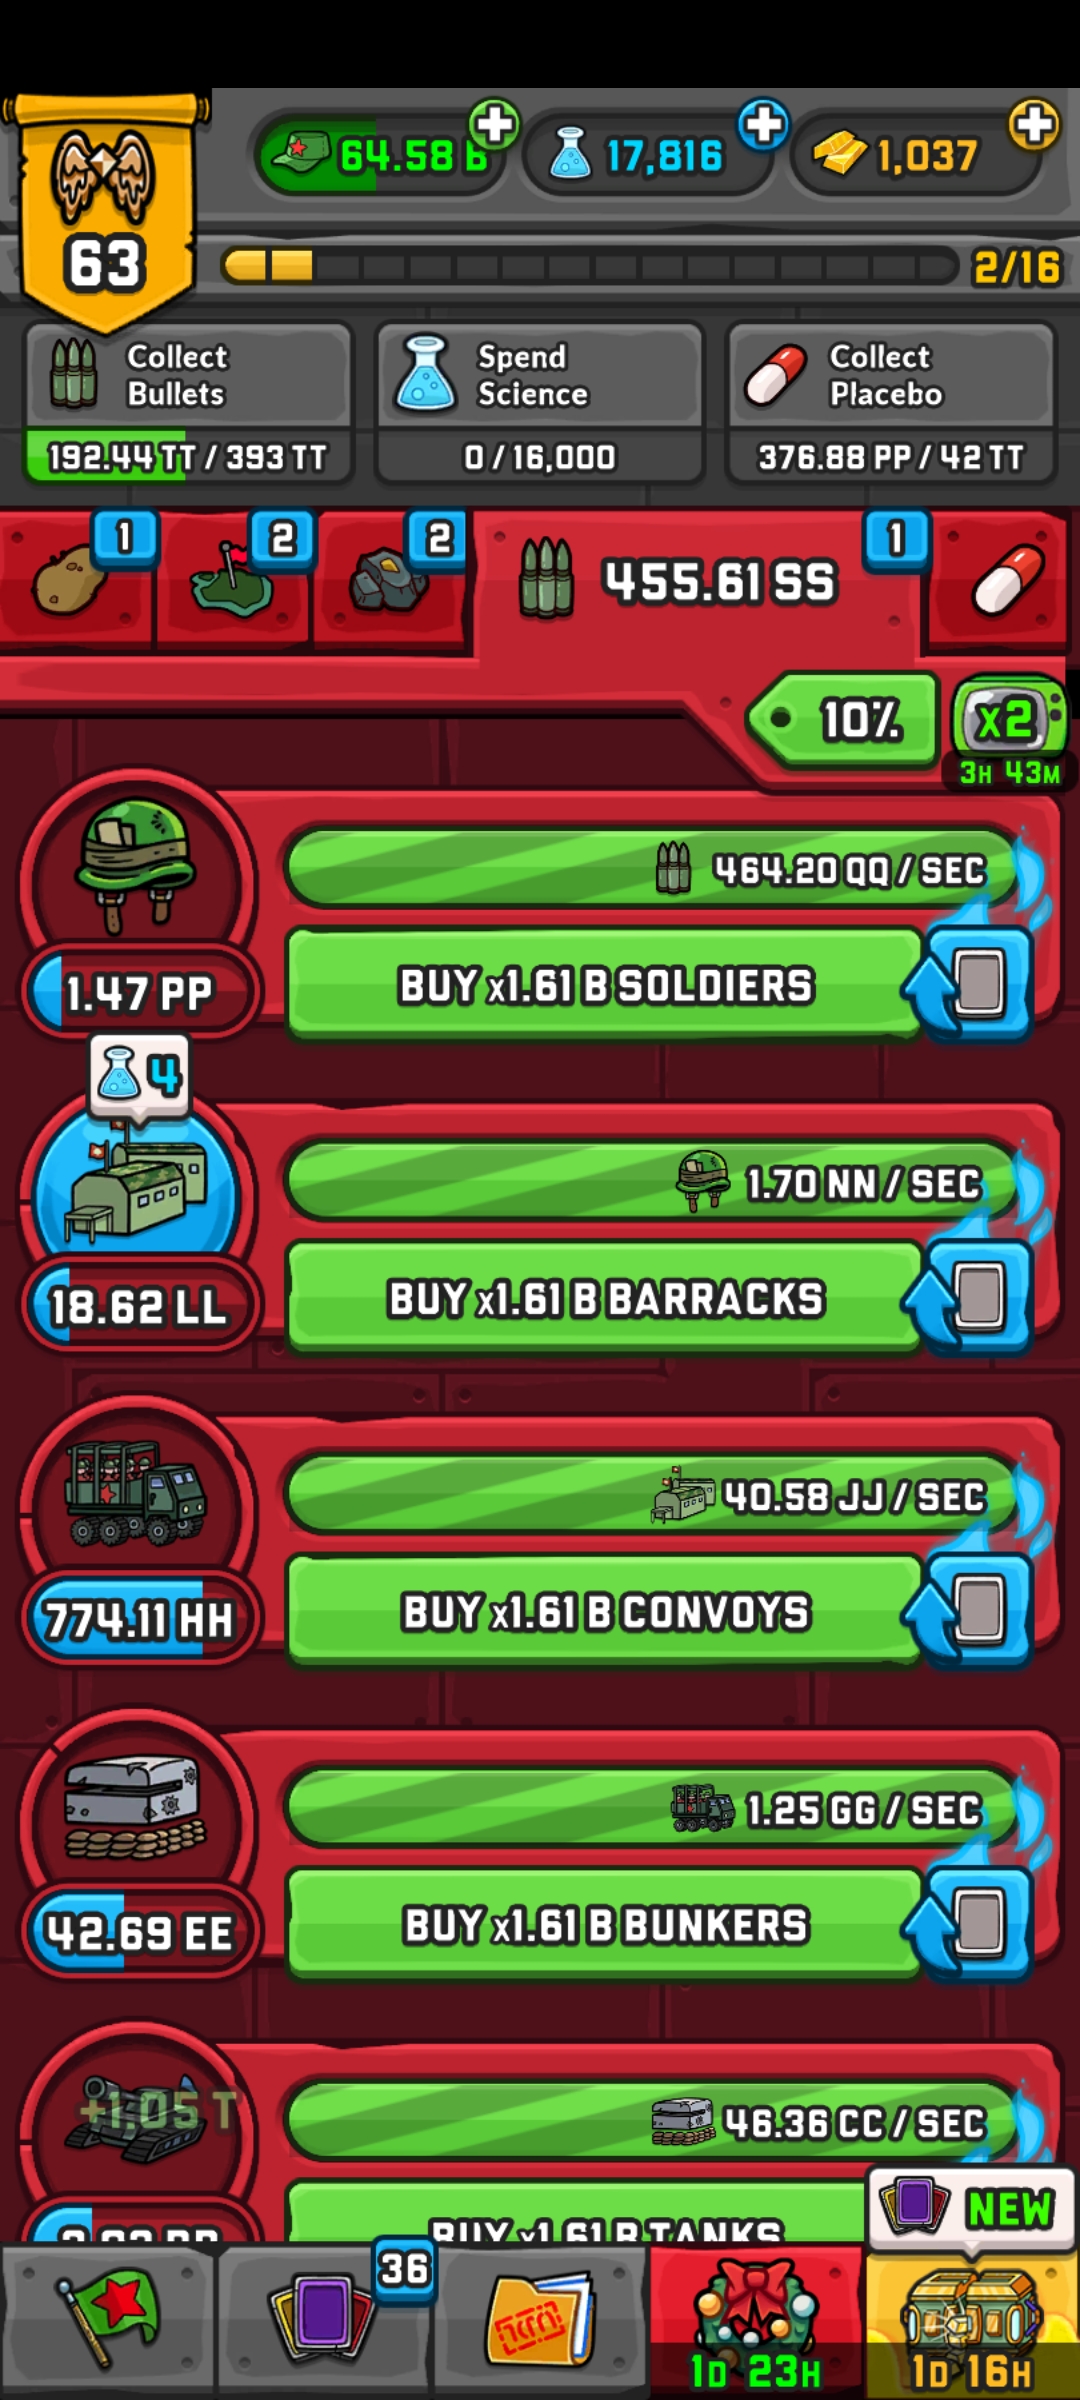 64.58 B
17,816
1,037
63
2/16
Collect
Bullets
192.44 TT / 393 TT
Spend
Science
0 / 16,000
Collect
Placebo
376.88 PP / 42 TT
1
2
2
455.61 SS
1
10%
x2
3H 43M
464.20 QQ / SEC
1.47 PP
BUY x1.61 B SOLDIERS
4
1.70 NN / SEC
18.62 LL
BUY x1.61 B BARRACKS
40.58 JJ / SEC
774.11 HH
BUY x1.61 B CONVOYS
1.25 GG / SEC
42.69 EE
BUY x1.61 B BUNKERS
+1.05 T
46.36 CC / SEC
BUY x1.61 B TANKS
NEW
36
1D 23H
1D 16H